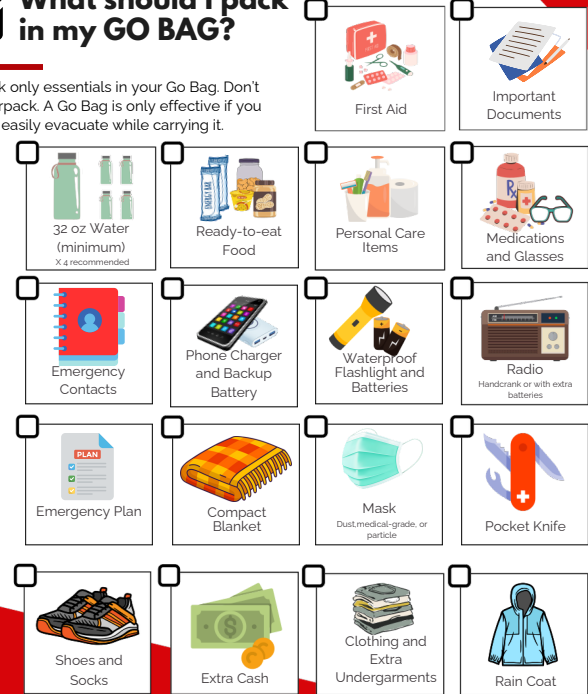 What should I pack
in my GO BAG?
only essentials in your Go Bag. Don't
A Go Bag is only effective if you
easily evacuate while carrying it.
First Aid
Important
Documents
32 oz Water
(minimum)
X 4 recommended
ENERGY BAR
Ready-to-eat
Food
Personal Care
Items
Rx
Medications
and Glasses
Emergency
Contacts
Phone Charger
and Backup
Battery
Waterproof
Flashlight and
Batteries
Radio
Handcrank or with extra
batteries
PLAN
Emergency Plan
Compact
Blanket
Mask
Dust,medical-grade, or
particle
Pocket Knife
Shoes and
Socks
$
Extra Cash
Clothing and
Extra
Undergarments
Rain Coat